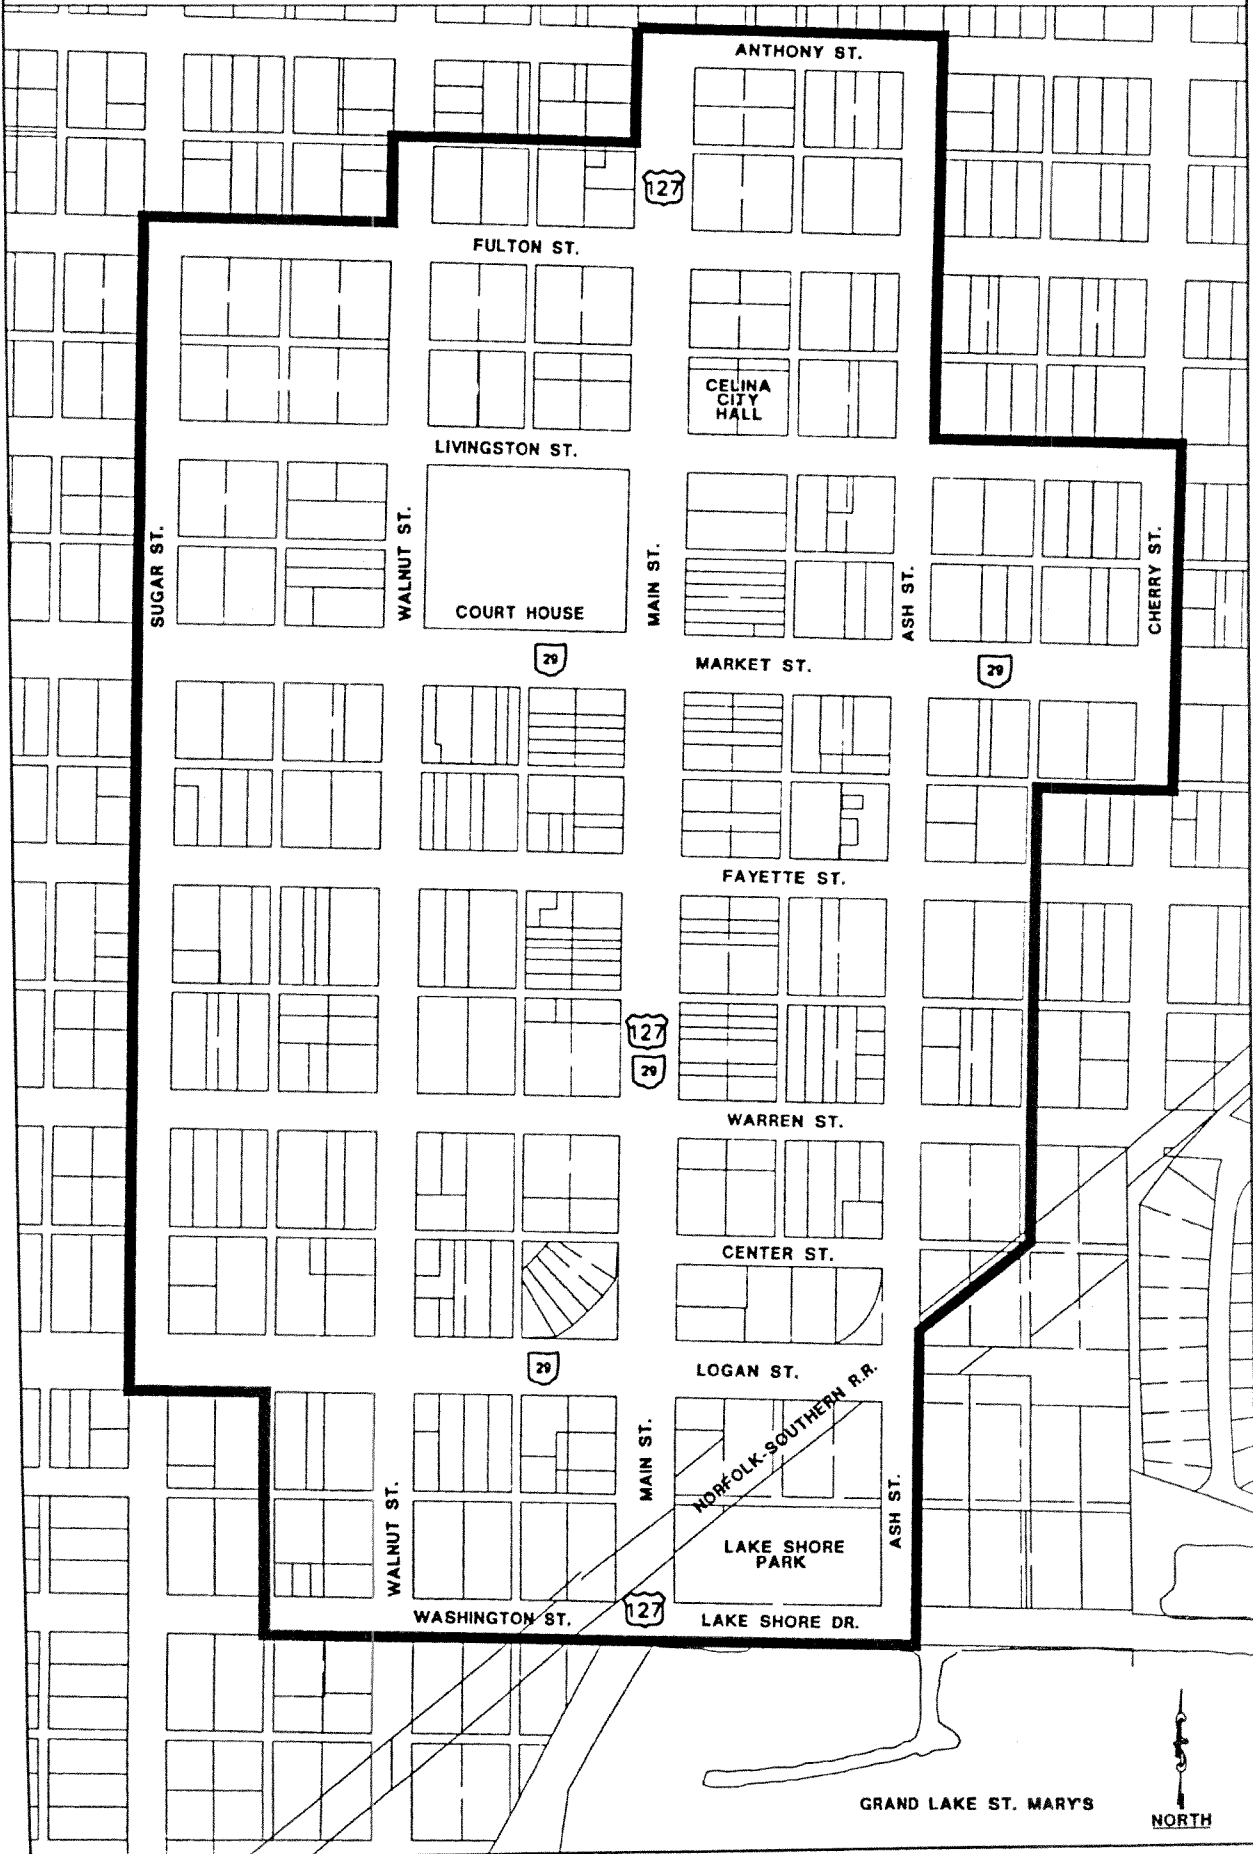 ANTHONY ST.
127
FULTON ST.
CELINA
CITY
HALL
LIVINGSTON ST.
SUGAR ST.
WALNUT ST.
COURT HOUSE
MAIN ST.
ASH ST.
CHERRY ST.
29
MARKET ST.
29
FAYETTE ST.
127
29
WARREN ST.
CENTER ST.
29
LOGAN ST.
NORFOLK-SOUTHERN R.R.
MAIN ST.
WALNUT ST.
ASH ST.
LAKE SHORE
PARK
WASHINGTON ST.
127
LAKE SHORE DR.
GRAND LAKE ST. MARY'S
NORTH